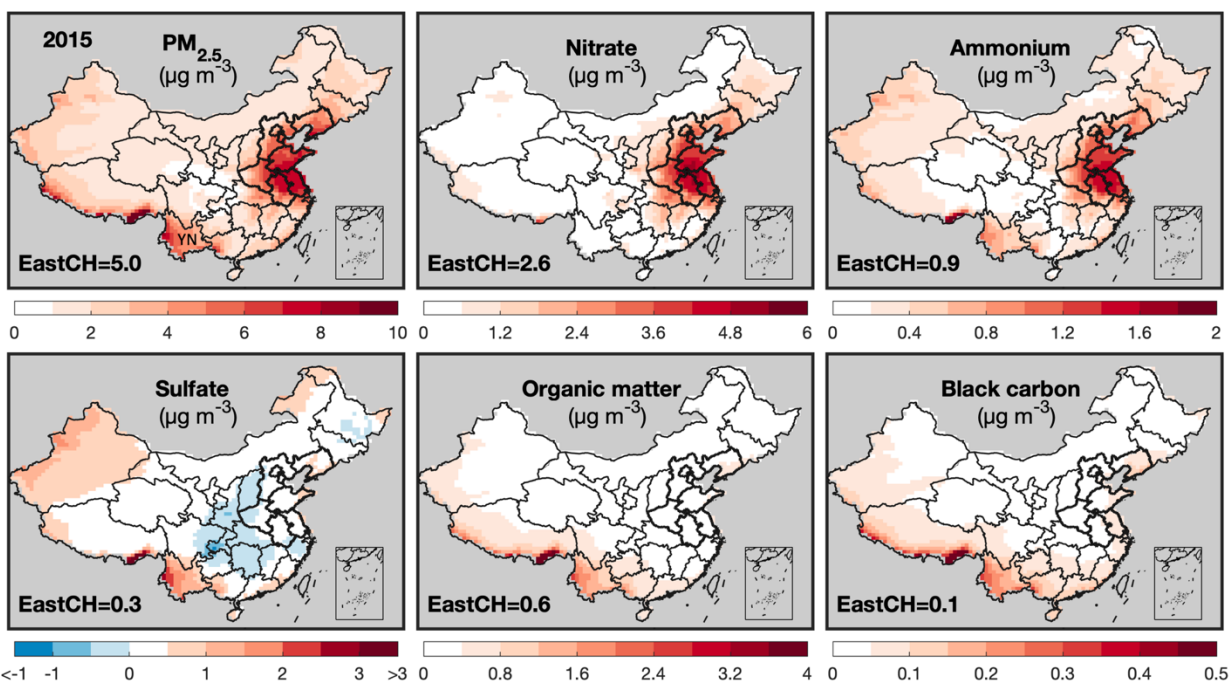 2015
PM2.5
(μg m-3)
YN
EastCH=5.0
0 2 4 6 8 10
Nitrate
(μg m-3)
EastCH=2.6
0 1.2 2.4 3.6 4.8 6
Ammonium
(μg m-3)
EastCH=0.9
0 0.4 0.8 1.2 1.6 2
Sulfate
(μg m-3)
EastCH=0.3
<-1 -1 0 1 2 3 >3
Organic matter
(μg m-3)
EastCH=0.6
0 0.8 1.6 2.4 3.2 4
Black carbon
(μg m-3)
EastCH=0.1
0 0.1 0.2 0.3 0.4 0.5